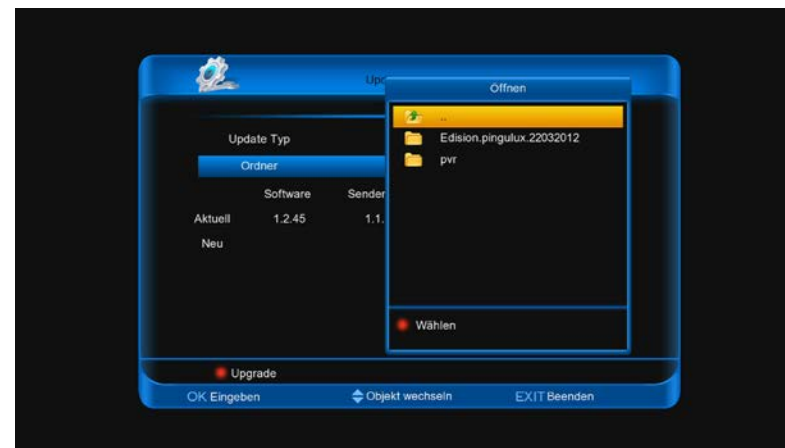 Upd
Öffnen
..
Update Typ
Edision.pingulux.22032012
Ordner
pvr
Software
Sender
Aktuell
1.2.45
1.1.
Neu
Wählen
Upgrade
OK Eingeben
Objekt wechseln
EXIT Beenden